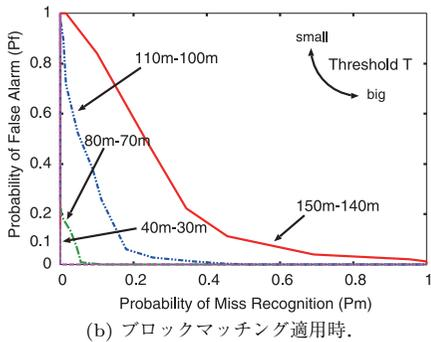 Probability of False Alarm (Pf)
1
0.8
0.6
0.4
0.2
0.1
0
0 0.2 0.4 0.6 0.8 1
110m-100m
80m-70m
40m-30m
150m-140m
small
Threshold T
big
Probability of Miss Recognition (Pm)
(b) ブロックマッチング適用時.